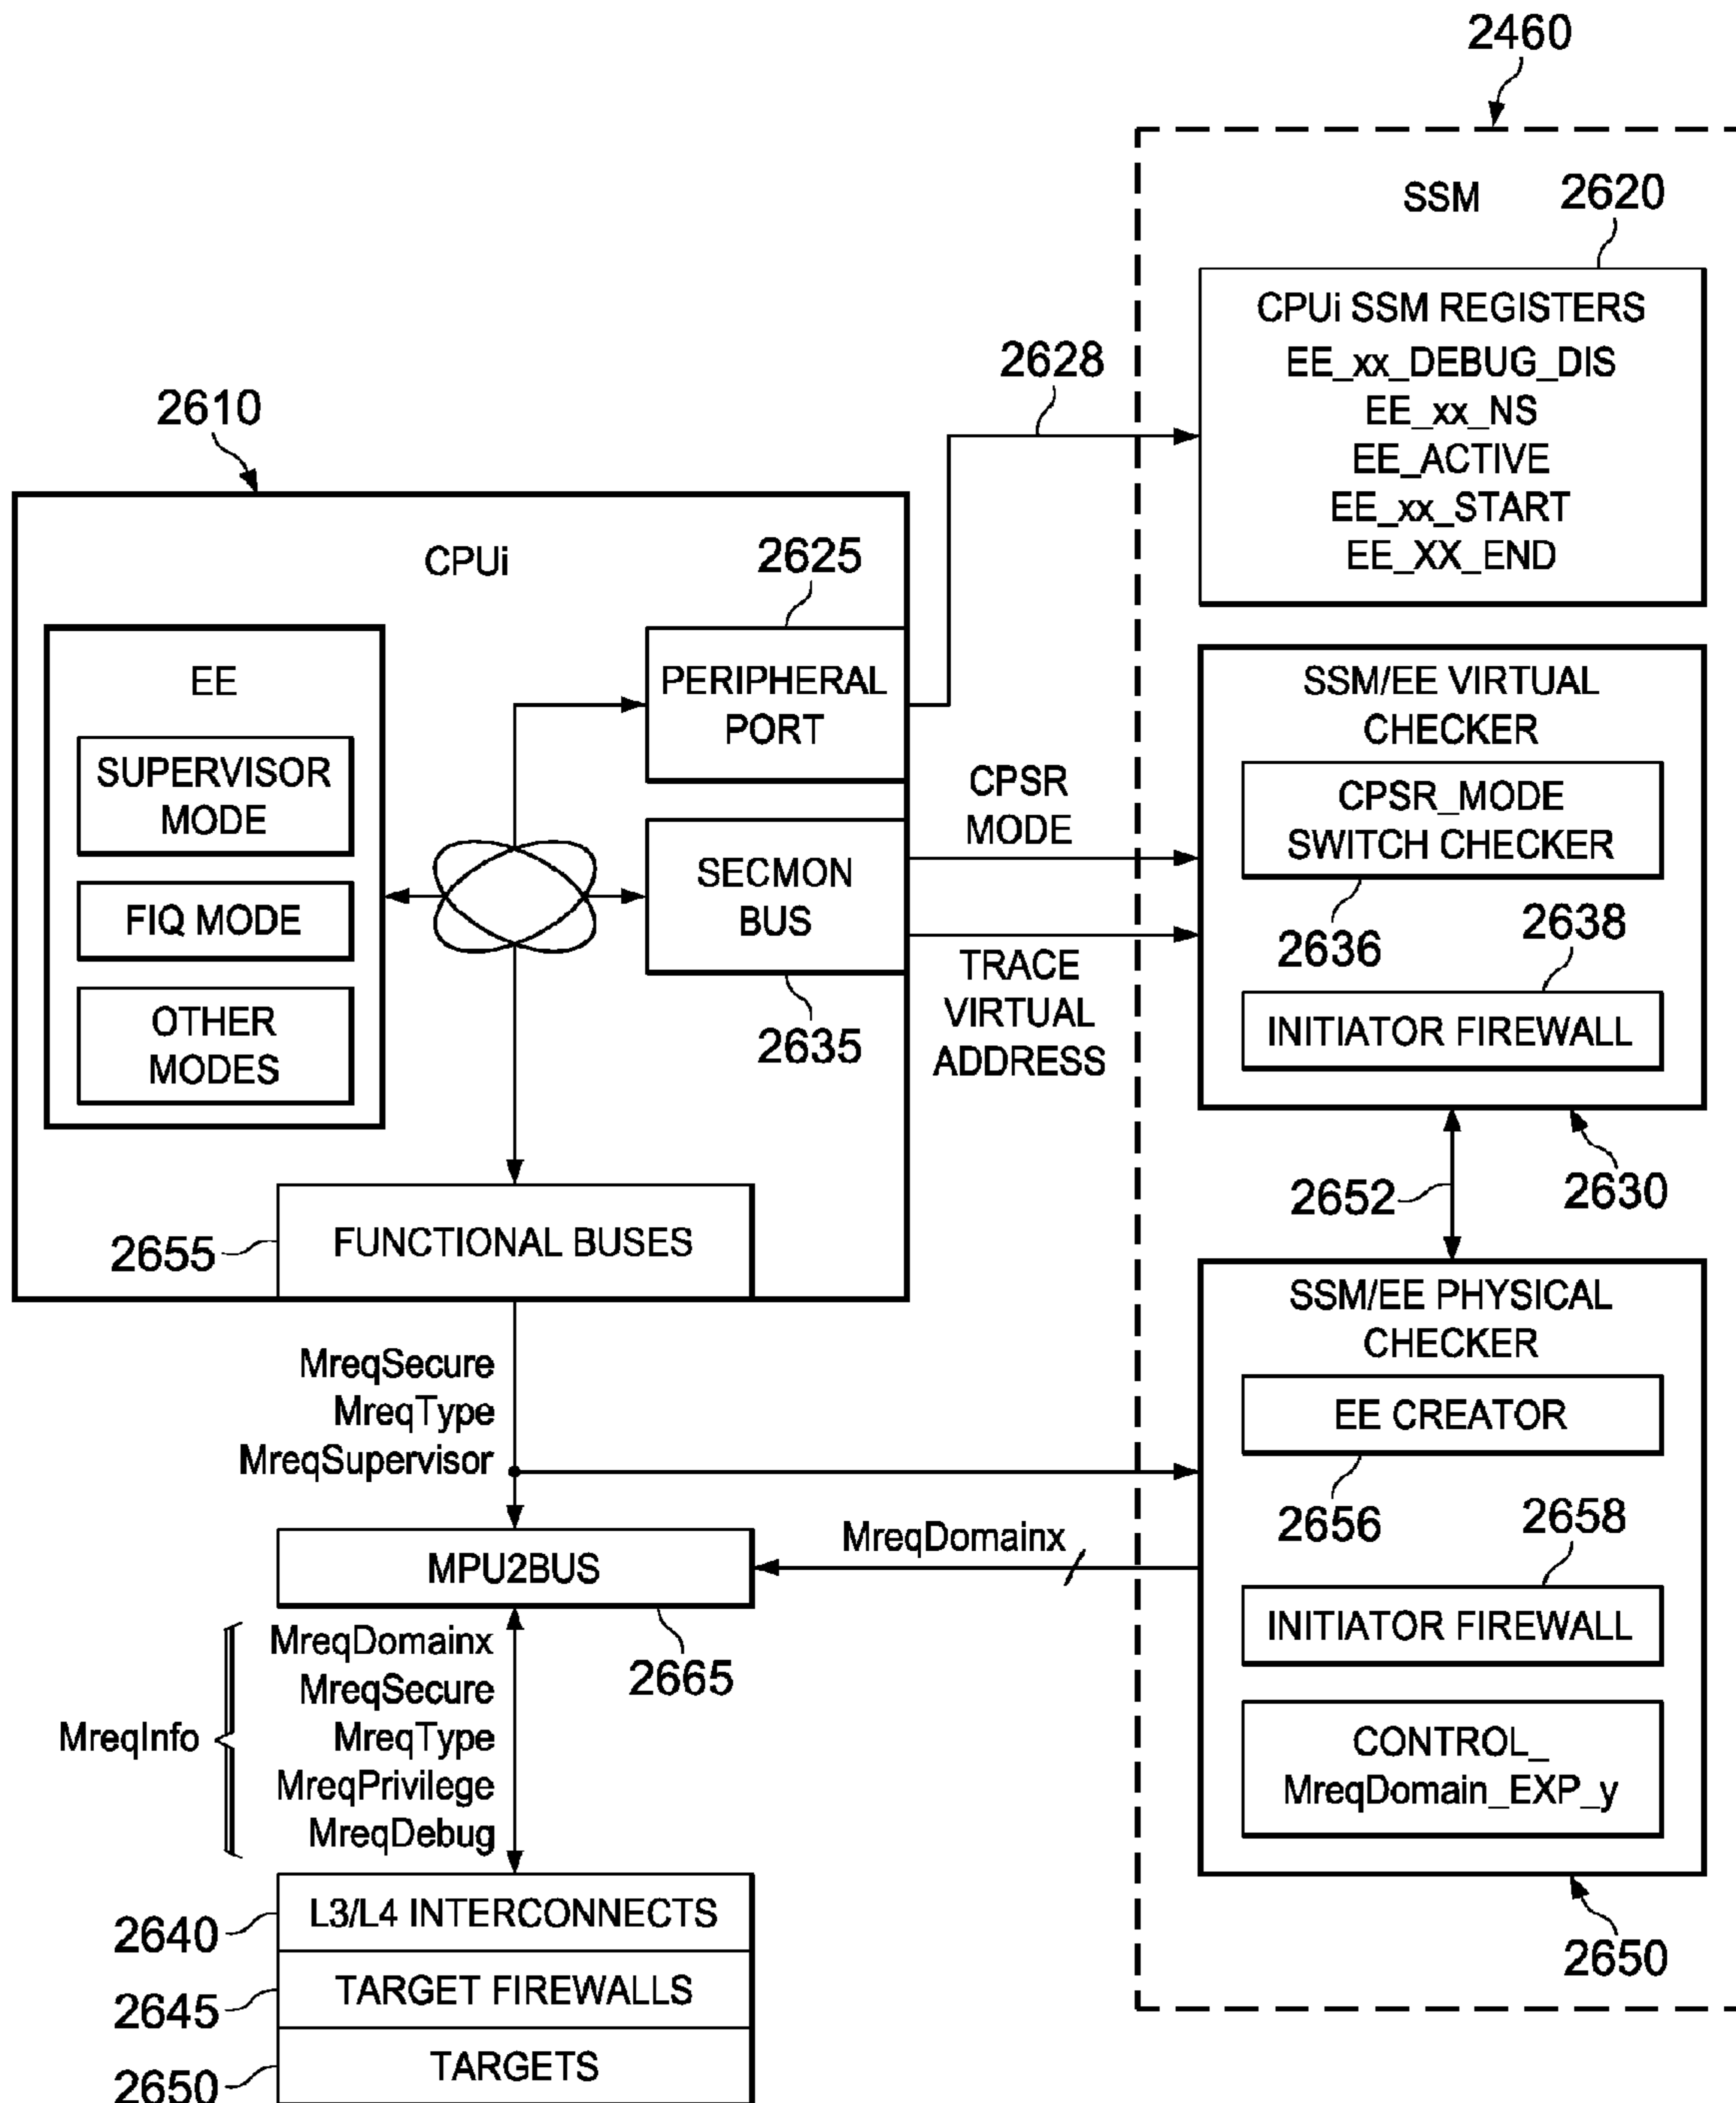 2460
SSM
2620
CPUi SSM REGISTERS
EE_xx_DEBUG_DIS
EE_xx_NS
EE_ACTIVE
EE_xx_START
EE_XX_END
2628
2610
CPUi
2625
EE
PERIPHERAL
PORT
SUPERVISOR
MODE
FIQ MODE
OTHER
MODES
SECMON
BUS
2635
CPSR
MODE
TRACE
VIRTUAL
ADDRESS
SSM/EE VIRTUAL
CHECKER
CPSR_MODE
SWITCH CHECKER
2636
2638
INITIATOR FIREWALL
2630
2652
2655
FUNCTIONAL BUSES
SSM/EE PHYSICAL
CHECKER
EE CREATOR
2656
2658
INITIATOR FIREWALL
CONTROL_
MreqDomain_EXP_y
2650
MreqSecure
MreqType
MreqSupervisor
MreqDomainx
MPU2BUS
2665
MreqInfo
MreqDomainx
MreqSecure
MreqType
MreqPrivilege
MreqDebug
2640
L3/L4 INTERCONNECTS
2645
TARGET FIREWALLS
2650
TARGETS